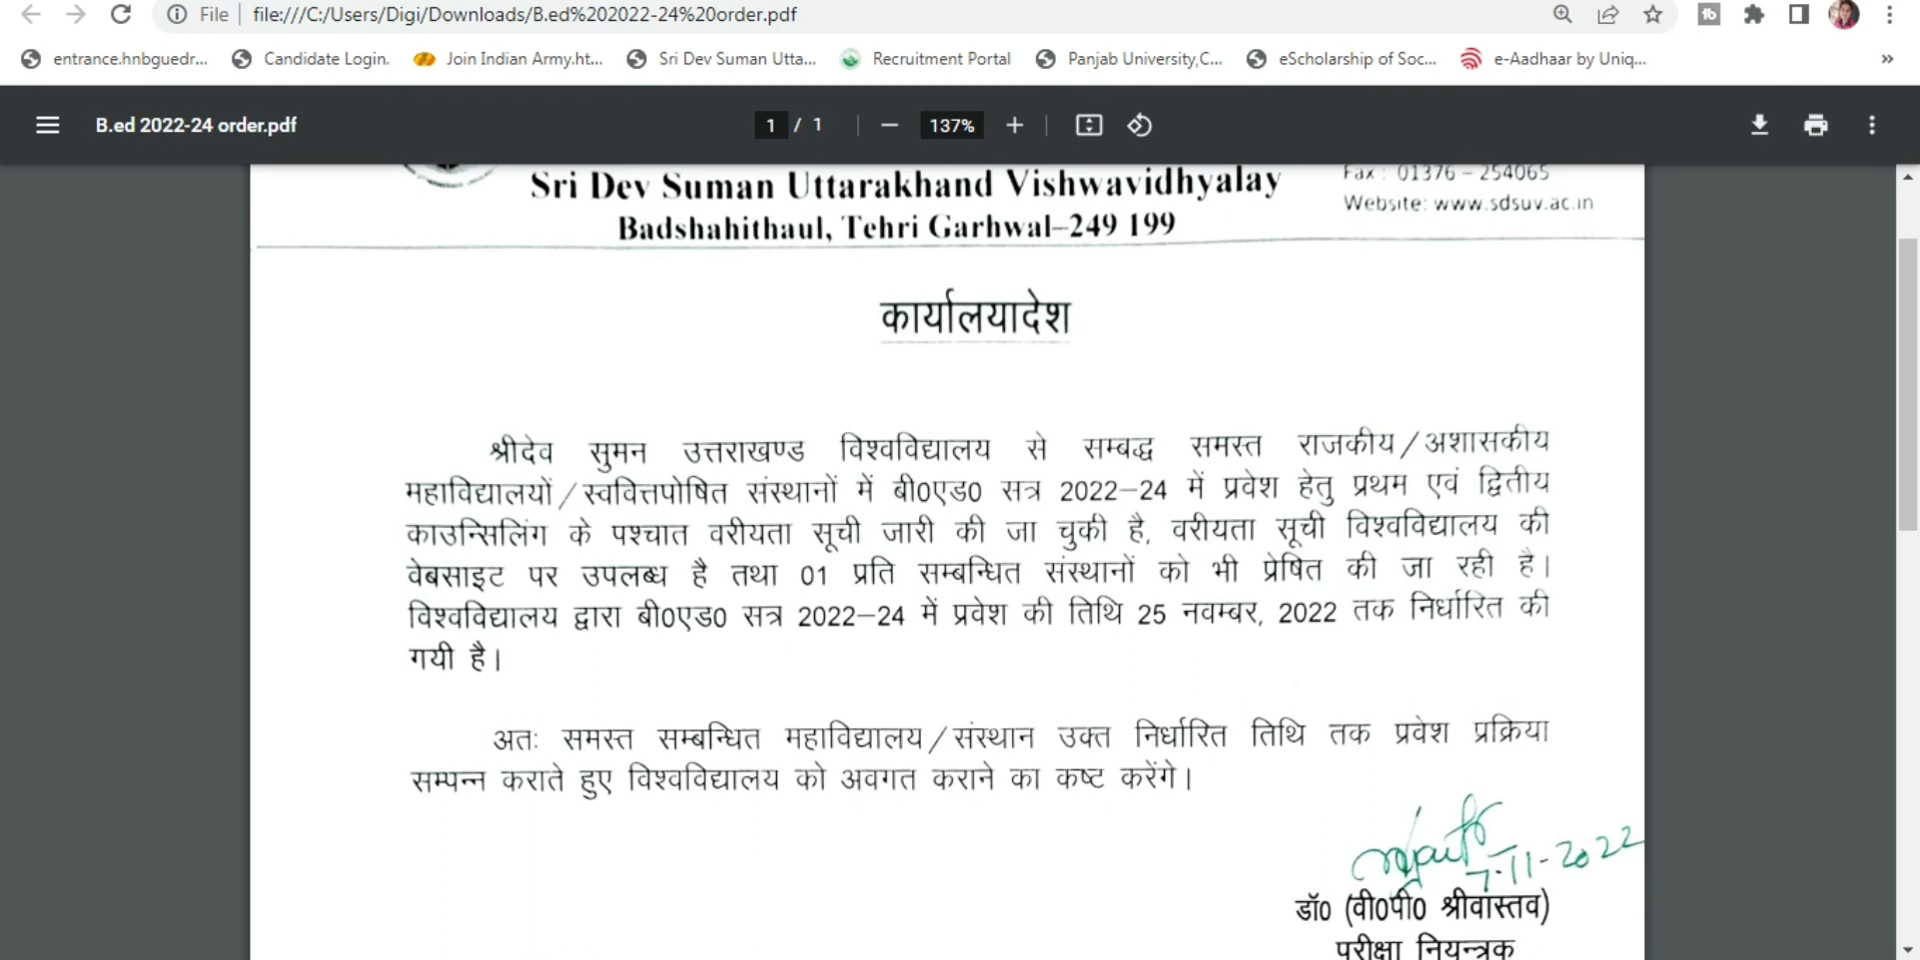 File
file:///C:/Users/Digi/Downloads/B.ed%202022-24%20order.pdf
entrance.hnbguedr...
Candidate Login.
Join Indian Army.ht...
Sri Dev Suman Utta...
Recruitment Portal
Panjab University,C...
eScholarship of Soc...
e-Aadhaar by Uniq...
»
B.ed 2022-24 order.pdf
1 / 1
137%
Fax : 01376 – 254065
Sri Dev Suman Uttarakhand Vishwavidhyalay
Website: www.sdsuv.ac.in
Badshahithaul, Tehri Garhwal–249 199
कार्यालयादेश
श्रीदेव सुमन उत्तराखण्ड विश्वविद्यालय से सम्बद्ध समस्त राजकीय/अशासकीय
महाविद्यालयों/स्ववित्तपोषित संस्थानों में बी0एड0 सत्र 2022–24 में प्रवेश हेतु प्रथम एवं द्वितीय
काउन्सिलिंग के पश्चात वरीयता सूची जारी की जा चुकी है, वरीयता सूची विश्वविद्यालय की
वेबसाइट पर उपलब्ध है तथा 01 प्रति सम्बन्धित संस्थानों को भी प्रेषित की जा रही है।
विश्वविद्यालय द्वारा बी0एड0 सत्र 2022–24 में प्रवेश की तिथि 25 नवम्बर, 2022 तक निर्धारित की
गयी है।
अतः समस्त सम्बन्धित महाविद्यालय/संस्थान उक्त निर्धारित तिथि तक प्रवेश प्रक्रिया
सम्पन्न कराते हुए विश्वविद्यालय को अवगत कराने का कष्ट करेंगे।
7-11-2022
डॉ0 (वी0पी0 श्रीवास्तव)
परीक्षा नियन्त्रक